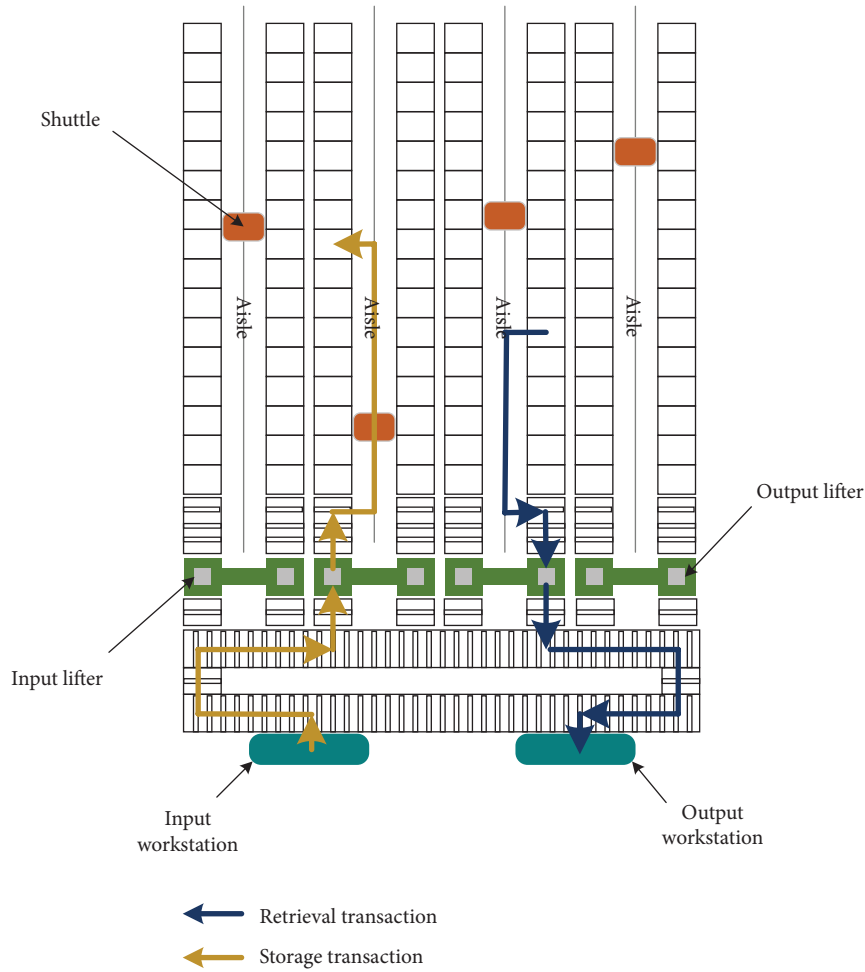 Shuttle
Aisle
Aisle
Aisle
Aisle
Output lifter
Input lifter
Input
workstation
Output
workstation
Retrieval transaction
Storage transaction